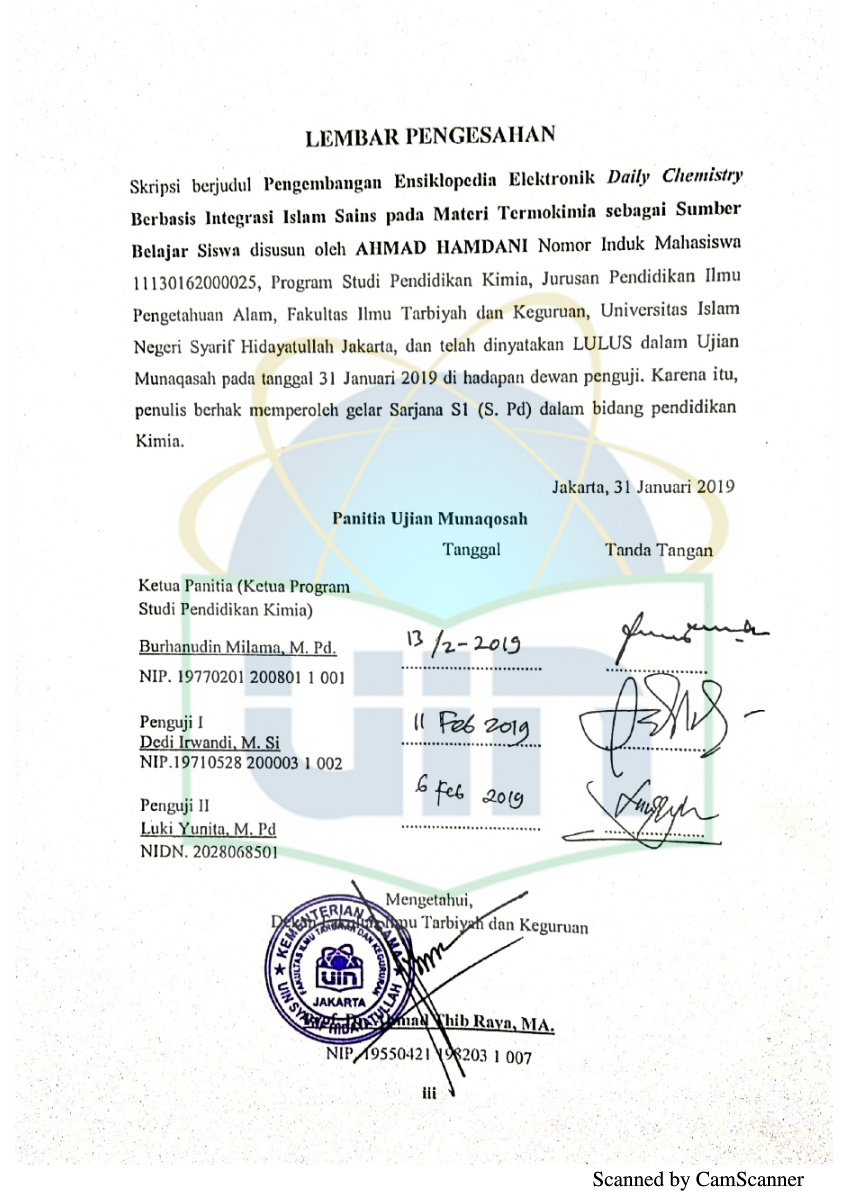 LEMBAR PENGESAHAN
Skripsi berjudul Pengembangan Ensiklopedia Elektronik Daily Chemistry
Berbasis Integrasi Islam Sains pada Materi Termokimia sebagai Sumber
Belajar Siswa disusun oleh AHMAD HAMDANI Nomor Induk Mahasiswa
11130162000025, Program Studi Pendidikan Kimia, Jurusan Pendidikan Ilmu
Pengetahuan Alam, Fakultas Ilmu Tarbiyah dan Keguruan, Universitas Islam
Negeri Syarif Hidayatullah Jakarta, dan telah dinyatakan LULUS dalam Ujian
Munaqasah pada tanggal 31 Januari 2019 di hadapan dewan penguji. Karena itu,
penulis berhak memperoleh gelar Sarjana S1 (S. Pd) dalam bidang pendidikan
Kimia.
Jakarta, 31 Januari 2019
Panitia Ujian Munaqosah
Tanggal Tanda Tangan
Ketua Panitia (Ketua Program
Studi Pendidikan Kimia)
Burhanudin Milama, M. Pd. 13/2-2019
NIP. 19770201 200801 1 001
Penguji I 11 Feb 2019
Dedi Irwandi, M. Si
NIP.19710528 200003 1 002
Penguji II 6 Feb 2019
Luki Yunita, M. Pd
NIDN. 2028068501
uin
Mengetahui,
Dekan Fakultas Ilmu Tarbiyah dan Keguruan
KEMENTERIAN AGAMA
FAKULTAS ILMU TARBIYAH DAN KEGURUAN
uin
JAKARTA
UIN SYARIF HIDAYATULLAH
Thib Raya, MA.
NIP. 19550421 198203 1 007
iii
Scanned by CamScanner